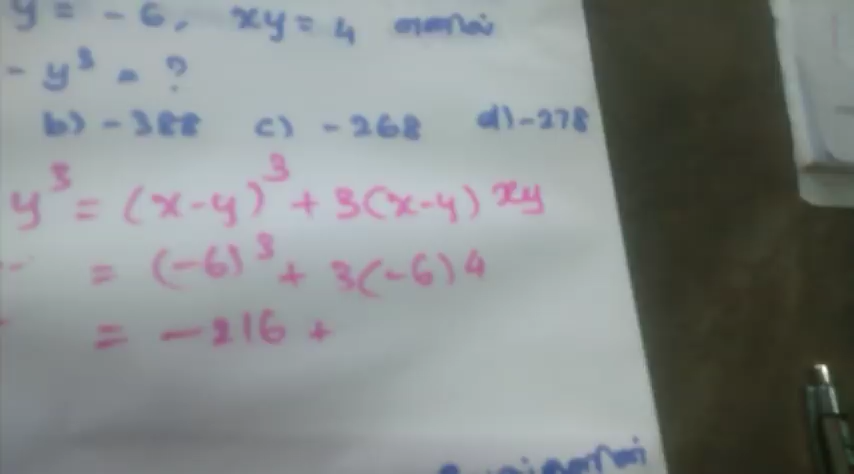 y = - 6, xy = 4 எனில்
- y³ = ?
b) - 388 c) - 268 d) -278
y³ = (x-y)³ + 3(x-y) xy
= (-6)³ + 3(-6)4
= -216 +